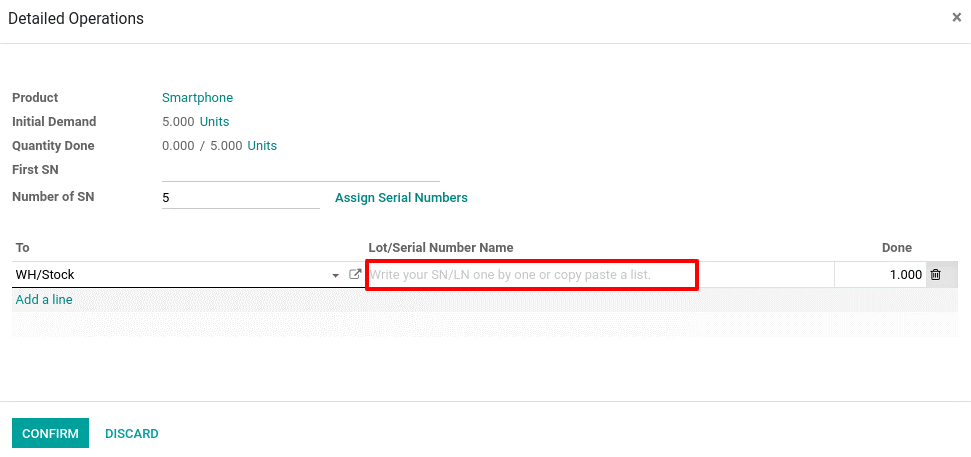 Detailed Operations ×
Product Smartphone
Initial Demand 5.000 Units
Quantity Done 0.000 / 5.000 Units
First SN
Number of SN 5 Assign Serial Numbers
To Lot/Serial Number Name Done
WH/Stock Write your SN/LN one by one or copy paste a list. 1.000
Add a line
CONFIRM DISCARD